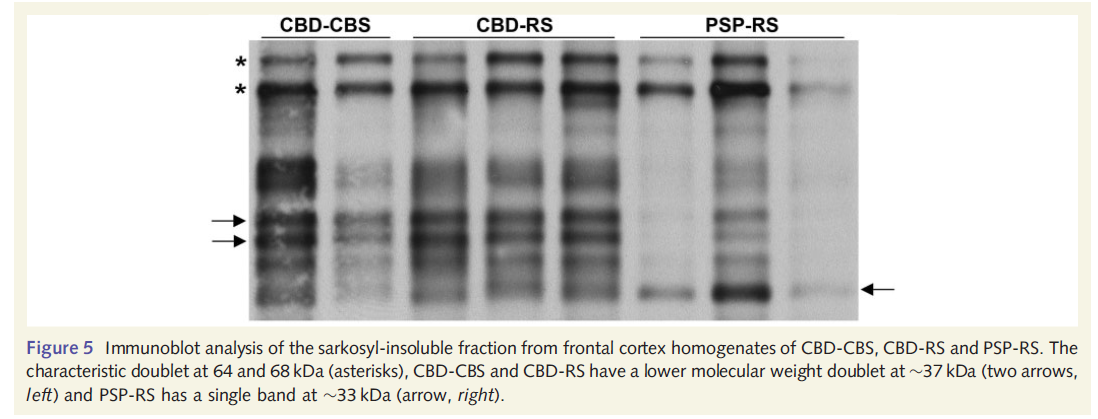 CBD-CBS CBD-RS PSP-RS
*
*
Figure 5 Immunoblot analysis of the sarkosyl-insoluble fraction from frontal cortex homogenates of CBD-CBS, CBD-RS and PSP-RS. The
characteristic doublet at 64 and 68 kDa (asterisks), CBD-CBS and CBD-RS have a lower molecular weight doublet at ~37 kDa (two arrows,
left) and PSP-RS has a single band at ~33 kDa (arrow, right).